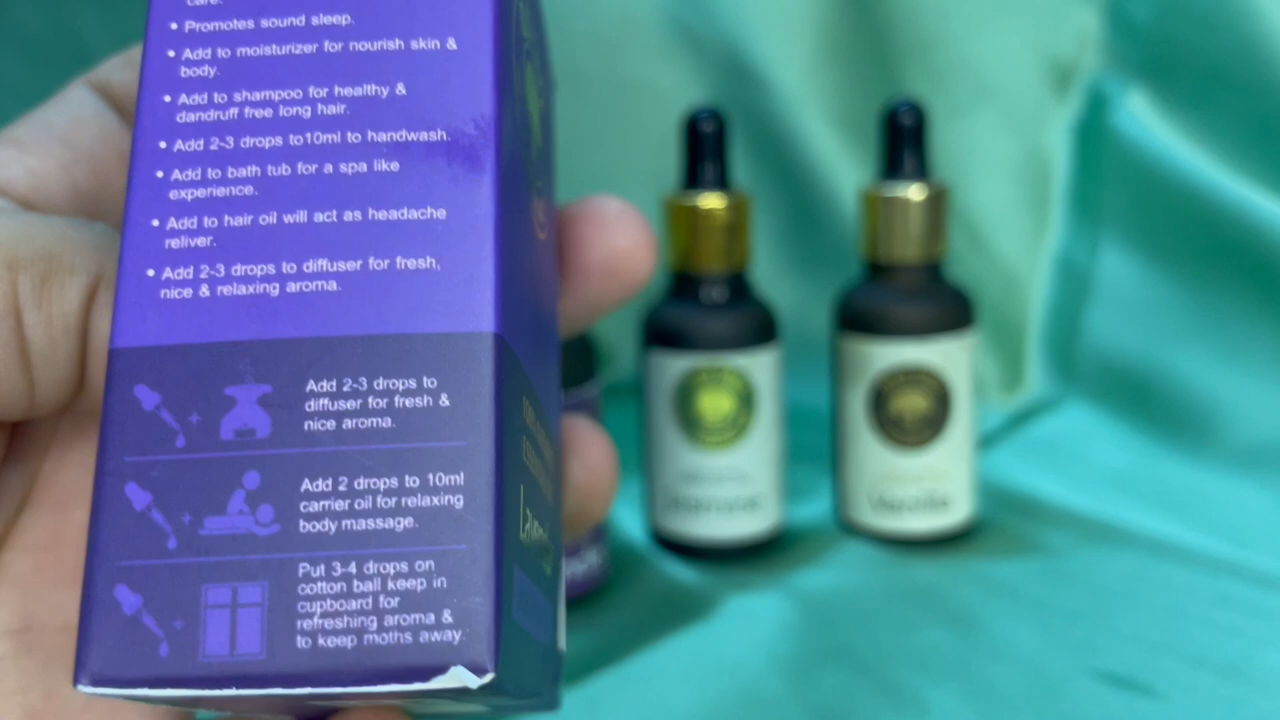 care.
• Promotes sound sleep.
• Add to moisturizer for nourish skin &
body.
• Add to shampoo for healthy &
dandruff free long hair.
• Add 2-3 drops to10ml to handwash.
• Add to bath tub for a spa like
experience.
• Add to hair oil will act as headache
reliver.
• Add 2-3 drops to diffuser for fresh,
nice & relaxing aroma.
Add 2-3 drops to
diffuser for fresh &
nice aroma.
Add 2 drops to 10ml
carrier oil for relaxing
body massage.
Put 3-4 drops on
cotton ball keep in
cupboard for
refreshing aroma &
to keep moths away.
Vanilla